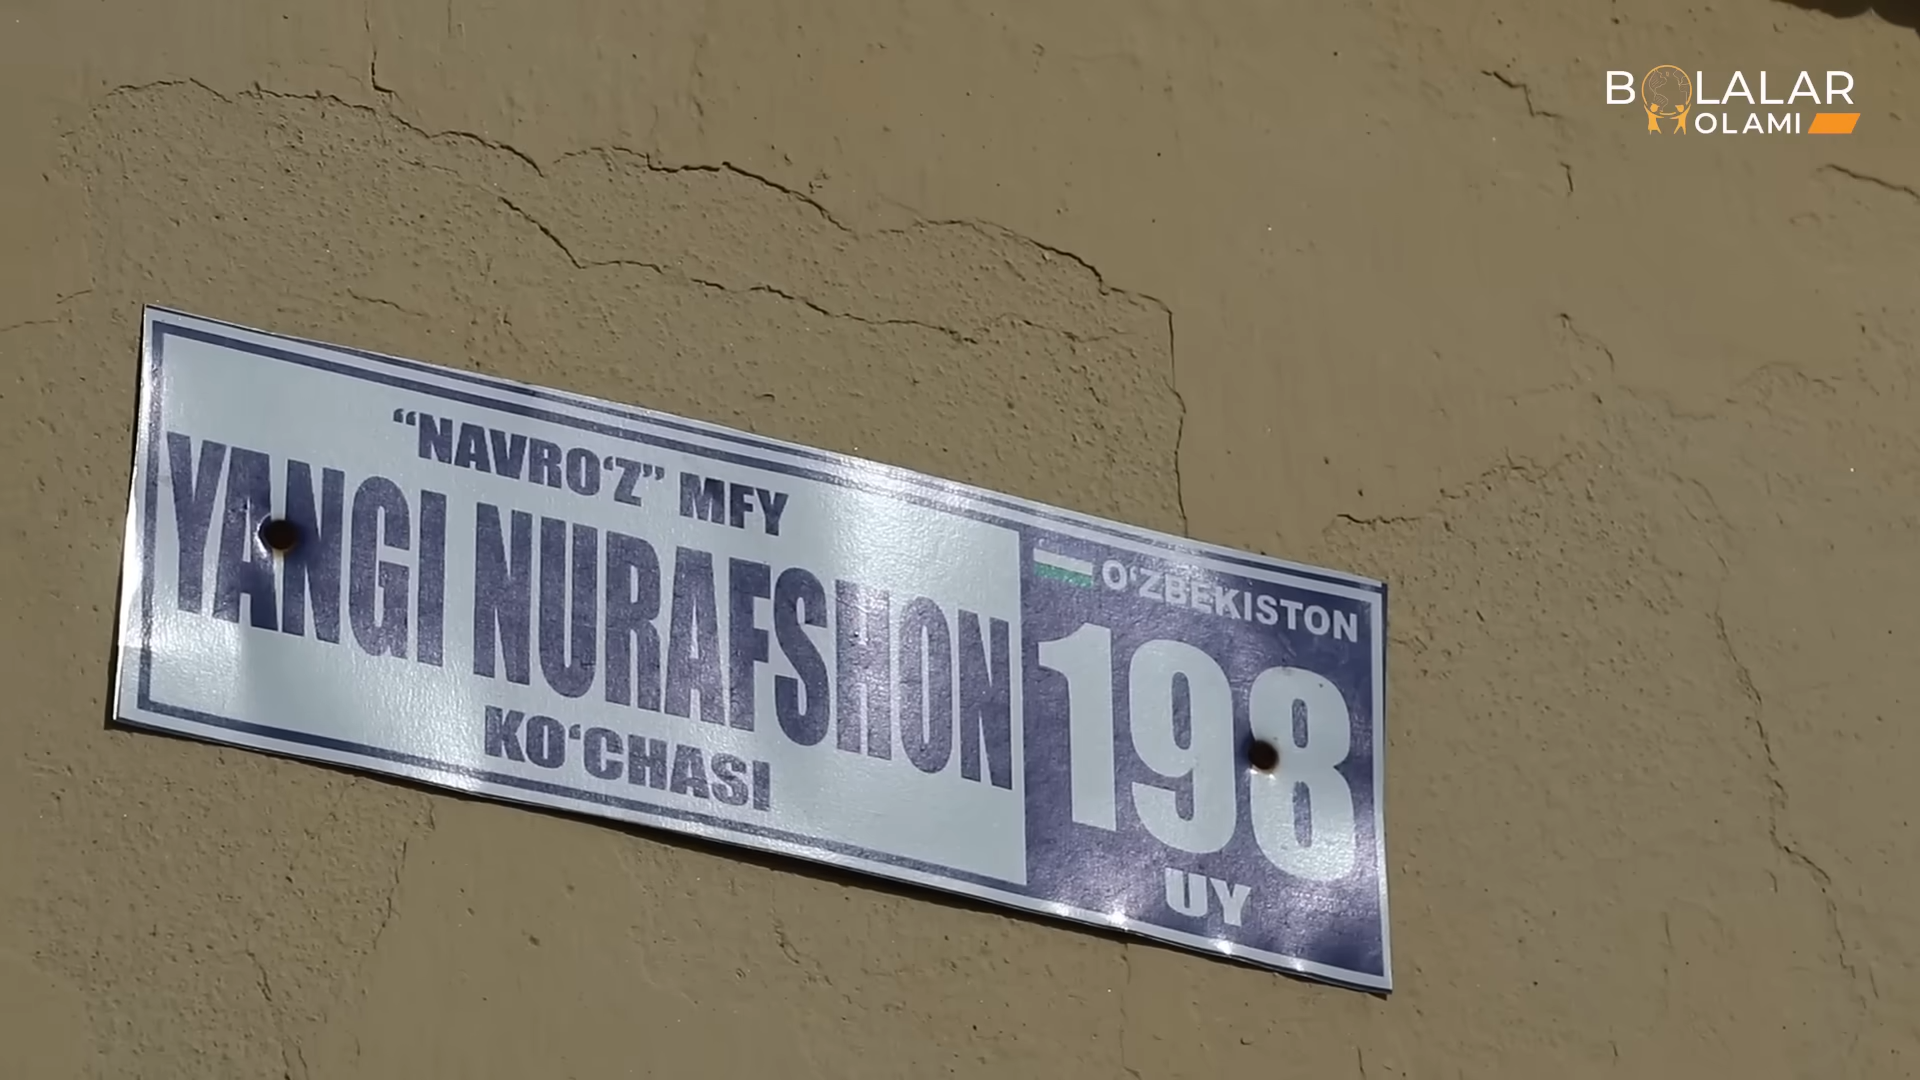 BOLALAR
OLAMI
“NAVRO‘Z” MFY
YANGI NURAFSHON
KO‘CHASI
O‘ZBEKISTON
198
UY